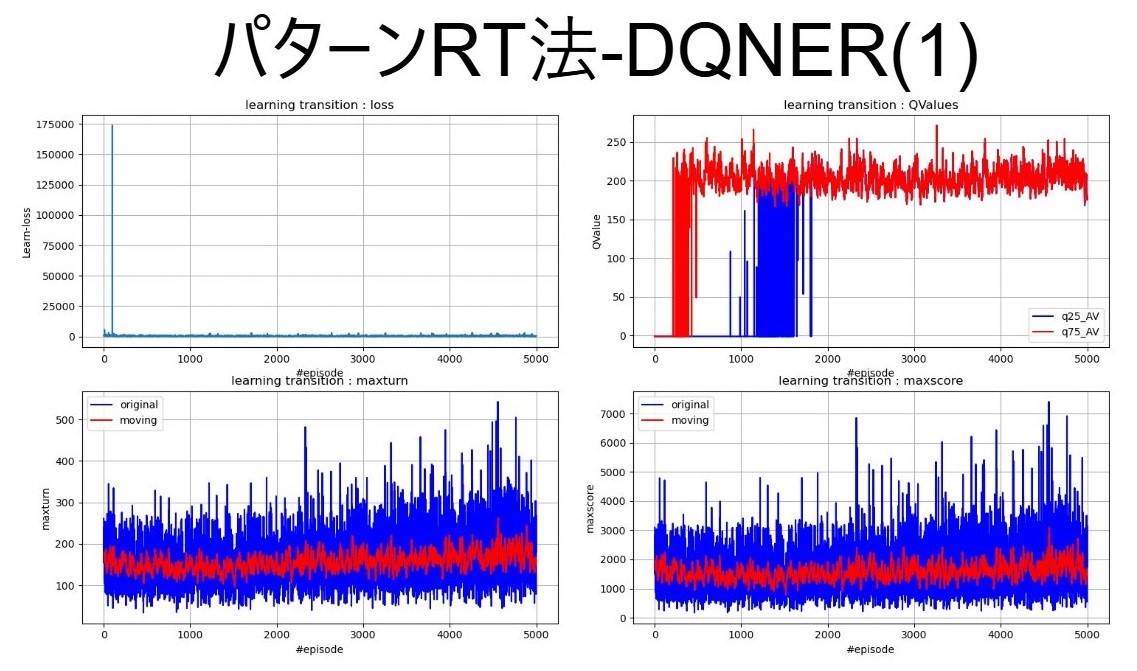 パターンRT法-DQNER(1)
learning transition : loss
175000
150000
125000
100000
75000
50000
25000
0
Learn-loss
0 1000 2000 3000 4000 5000
#episode
learning transition : QValues
250
200
150
100
50
0
QValue
q25_AV
q75_AV
0 1000 2000 3000 4000 5000
#episode
learning transition : maxturn
original
moving
500
400
300
200
100
maxturn
0 1000 2000 3000 4000 5000
#episode
learning transition : maxscore
original
moving
7000
6000
5000
4000
3000
2000
1000
0
maxscore
0 1000 2000 3000 4000 5000
#episode